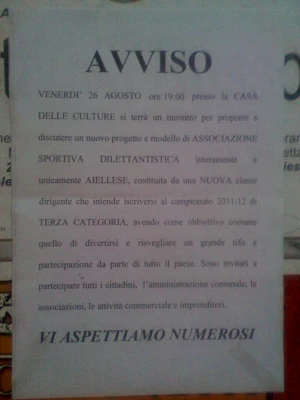 AVVISO
VENERDI' 26 AGOSTO ore 19:00 presso la CASA
DELLE CULTURE si terrà un incontro per proporre e
discutere un nuovo progetto e modello di ASSOCIAZIONE
SPORTIVA DILETTANTISTICA interamente e
unicamente AIELLESE, costituita da una NUOVA classe
dirigente che intende iscriversi al campionato 2011/12 di
TERZA CATEGORIA, avendo come obbiettivo comune
quello di divertirsi e risvegliare un grande tifo e
partecipazione da parte di tutto il paese. Sono invitati a
partecipare tutti i cittadini, l'amministrazione comunale, le
associazioni, le attività commerciale e imprenditori.
VI ASPETTIAMO NUMEROSI